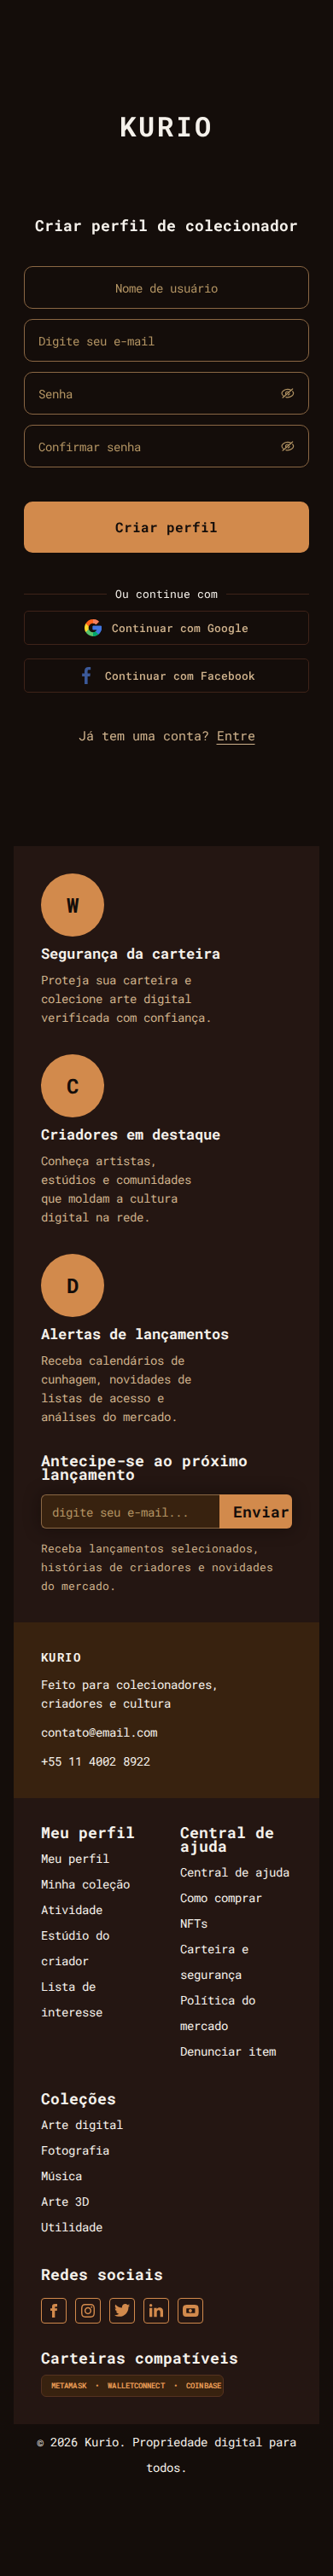 KURIO
Criar perfil de colecionador
Nome de usuário
Digite seu e-mail
Senha
Confirmar senha
Criar perfil
Ou continue com
Continuar com Google
Continuar com Facebook
Já tem uma conta? Entre
W
Segurança da carteira
Proteja sua carteira e
colecione arte digital
verificada com confiança.
C
Criadores em destaque
Conheça artistas,
estúdios e comunidades
que moldam a cultura
digital na rede.
D
Alertas de lançamentos
Receba calendários de
cunhagem, novidades de
listas de acesso e
análises do mercado.
Antecipe-se ao próximo
lançamento
digite seu e-mail... Enviar
Receba lançamentos selecionados,
histórias de criadores e novidades
do mercado.
KURIO
Feito para colecionadores,
criadores e cultura
contato@email.com
+55 11 4002 8922
Meu perfil
Meu perfil
Minha coleção
Atividade
Estúdio do
criador
Lista de
interesse
Central de
ajuda
Central de ajuda
Como comprar
NFTs
Carteira e
segurança
Política do
mercado
Denunciar item
Coleções
Arte digital
Fotografia
Música
Arte 3D
Utilidade
Redes sociais
Carteiras compatíveis
METAMASK • WALLETCONNECT • COINBASE
© 2026 Kurio. Propriedade digital para
todos.